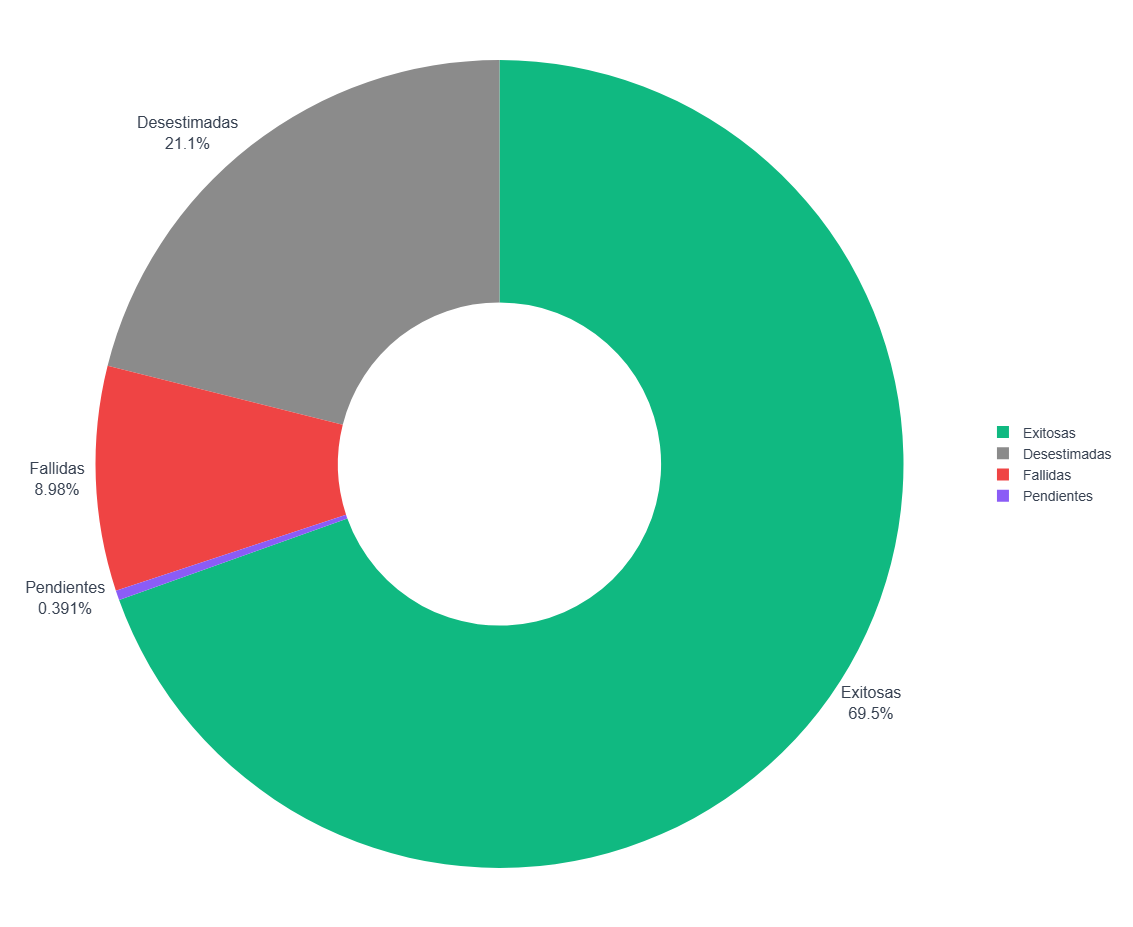 Desestimadas
21.1%
Fallidas
8.98%
Pendientes
0.391%
Exitosas
69.5%
Exitosas
Desestimadas
Fallidas
Pendientes